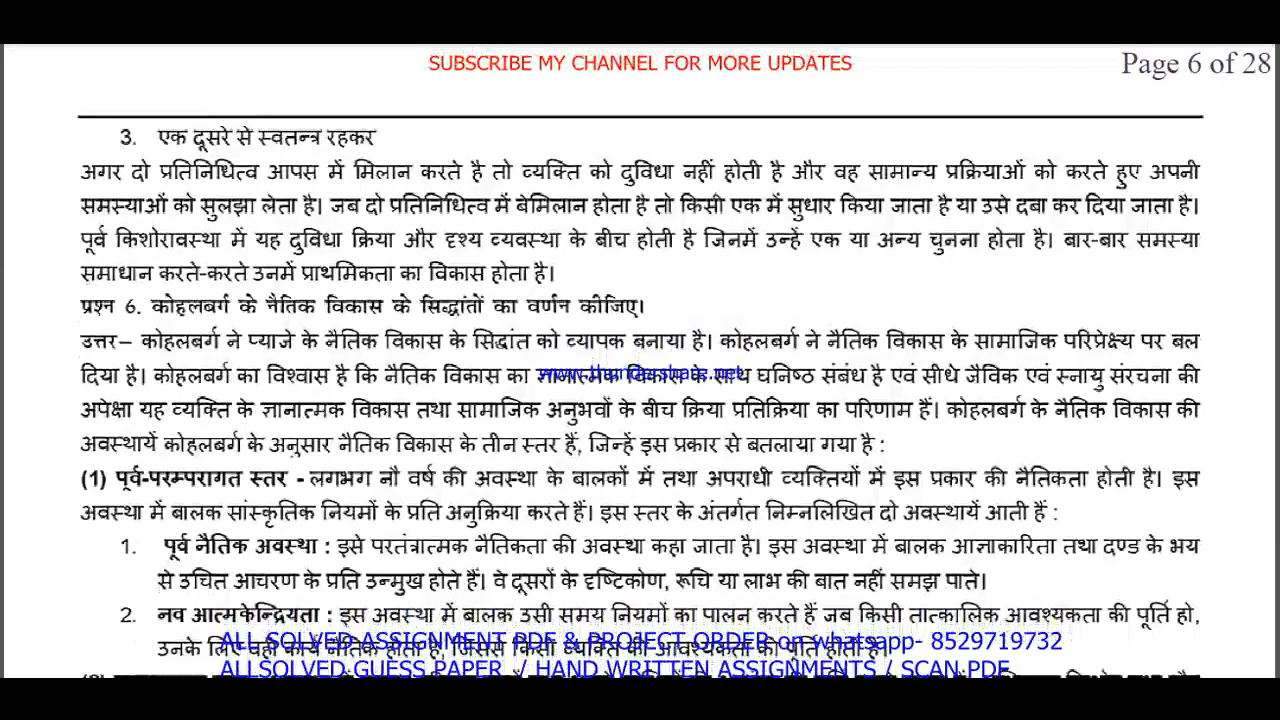 SUBSCRIBE MY CHANNEL FOR MORE UPDATES
Page 6 of 28
3. एक दूसरे से स्वतन्त्र रहकर
अगर दो प्रतिनिधित्व आपस में मिलान करते है तो व्यक्ति को दुविधा नहीं होती है और वह सामान्य प्रक्रियाओं को करते हुए अपनी
समस्याओं को सुलझा लेता है। जब दो प्रतिनिधित्व में बेमिलान होता है तो किसी एक में सुधार किया जाता है या उसे दबा कर दिया जाता है।
पूर्व किशोरावस्था में यह दुविधा क्रिया और दृश्य व्यवस्था के बीच होती है जिनमें उन्हें एक या अन्य चुनना होता है। बार-बार समस्या
समाधान करते-करते उनमें प्राथमिकता का विकास होता है।
प्रश्न 6. कोहलबर्ग के नैतिक विकास के सिद्धांतों का वर्णन कीजिए।
उत्तर– कोहलबर्ग ने प्याजे के नैतिक विकास के सिद्वांत को व्यापक बनाया है। कोहलबर्ग ने नैतिक विकास के सामाजिक परिप्रेक्ष्य पर बल
दिया है। कोहलबर्ग का विश्वास है कि नैतिक विकास का के साथ घनिष्ठ संबंध है एवं सीधे जैविक एवं स्नायु संरचना की
अपेक्षा यह व्यक्ति के ज्ञानात्मक विकास तथा सामाजिक अनुभवों के बीच क्रिया प्रतिक्रिया का परिणाम हैं। कोहलबर्ग के नैतिक विकास की
अवस्थायें कोहलबर्ग के अनुसार नैतिक विकास के तीन स्तर हैं, जिन्हें इस प्रकार से बतलाया गया है :
(1) पूर्व-परम्परागत स्तर - लगभग नौ वर्ष की अवस्था के बालकों में तथा अपराधी व्यक्तियों में इस प्रकार की नैतिकता होती है। इस
अवस्था में बालक सांस्कृतिक नियमों के प्रति अनुक्रिया करते हैं। इस स्तर के अंतर्गत निम्नलिखित दो अवस्थायें आती हैं :
1. पूर्व नैतिक अवस्था : इसे परतंत्रात्मक नैतिकता की अवस्था कहा जाता है। इस अवस्था में बालक आज्ञाकारिता तथा दण्ड के भय
से उचित आचरण के प्रति उन्मुख होते हैं। वे दूसरों के दृष्टिकोण, रूचि या लाभ की बात नहीं समझ पाते।
2. नव आत्मकेन्द्रियता : इस अवस्था में बालक उसी समय नियमों का पालन करते हैं जब किसी तात्कालिक आवश्यकता की पूर्ति हो,
उनके लिए वही कार्य नैतिक होता है, जिससे किसी व्यक्ति की आवश्यकता की पूर्ति होती है।
ALL SOLVED ASSIGNMENT PDF & PROJECT ORDER on whatsapp- 8529719732
ALLSOLVED GUESS PAPER / HAND WRITTEN ASSIGNMENTS / SCAN PDF